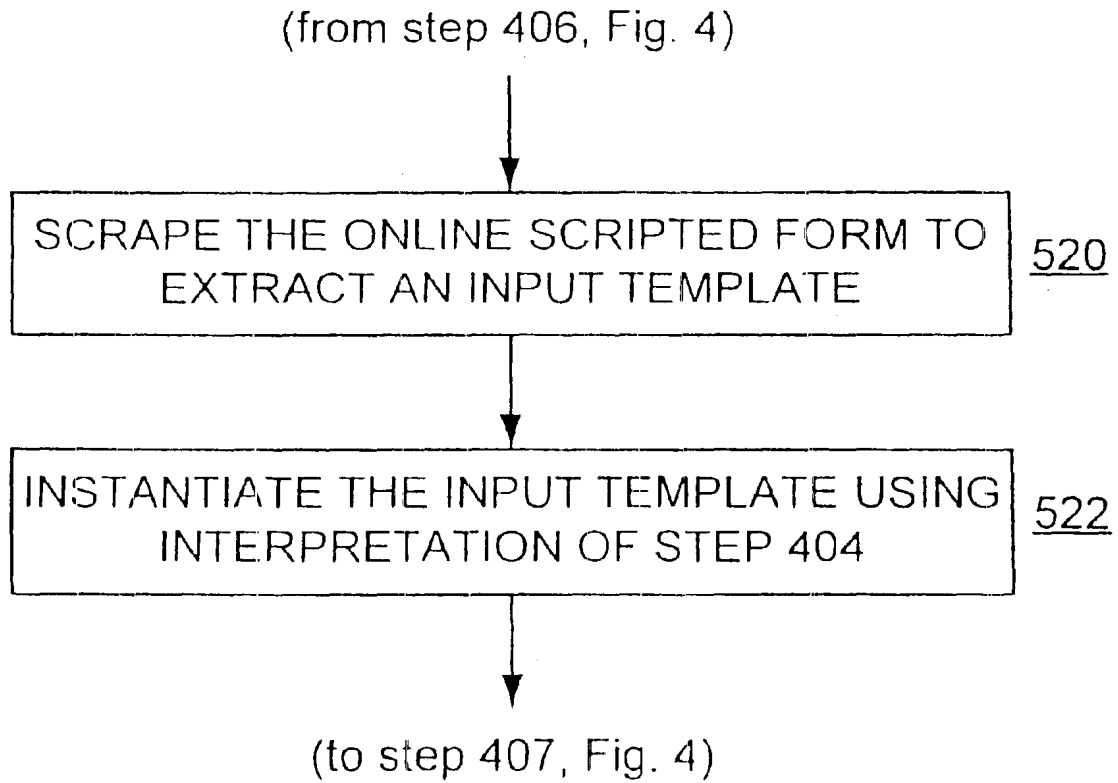 (from step 406, Fig. 4)
SCRAPE THE ONLINE SCRIPTED FORM TO
EXTRACT AN INPUT TEMPLATE
520
INSTANTIATE THE INPUT TEMPLATE USING
INTERPRETATION OF STEP 404
522
(to step 407, Fig. 4)